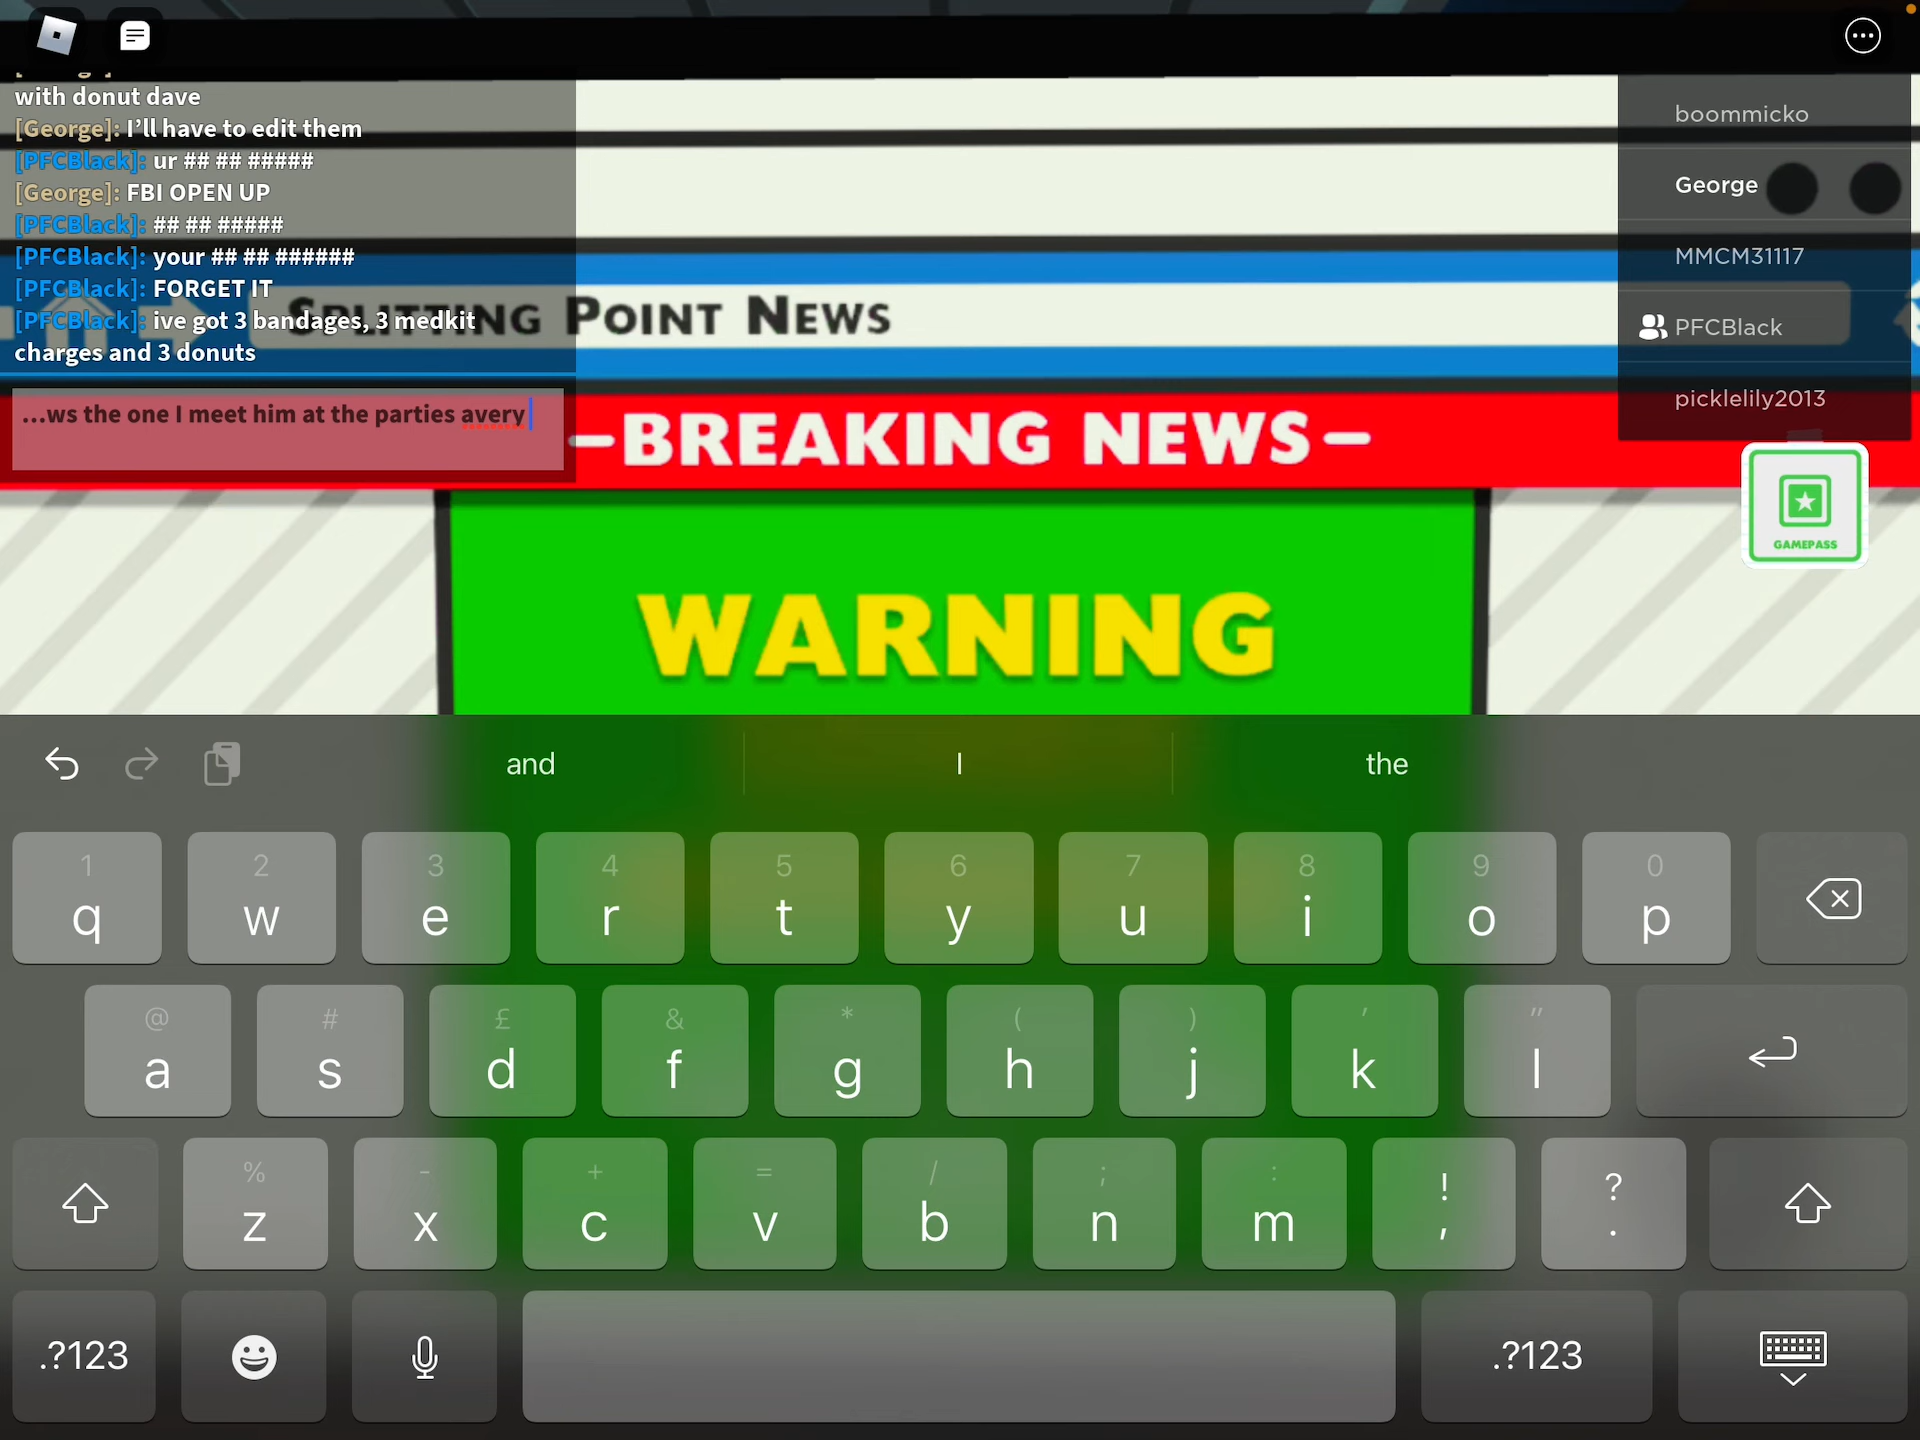 with donut dave
[George]: I'll have to edit them
[PFCBlack]: ur ## ## #####
[George]: FBI OPEN UP
[PFCBlack]: ## ## #####
[PFCBlack]: your ## ## ######
[PFCBlack]: FORGET IT
[PFCBlack]: ive got 3 bandages, 3 medkit
charges and 3 donuts
...ws the one I meet him at the parties avery
boommicko
George
MMCM31117
PFCBlack
picklelily2013
SPLITTING POINT NEWS
—BREAKING NEWS—
GAMEPASS
WARNING
and I the
1 2 3 4 5 6 7 8 9 0
q w e r t y u i o p
@ # £ & * ( ) ' "
a s d f g h j k l
% - + = / ; : ! ?
z x c v b n m , .
.?123 .?123